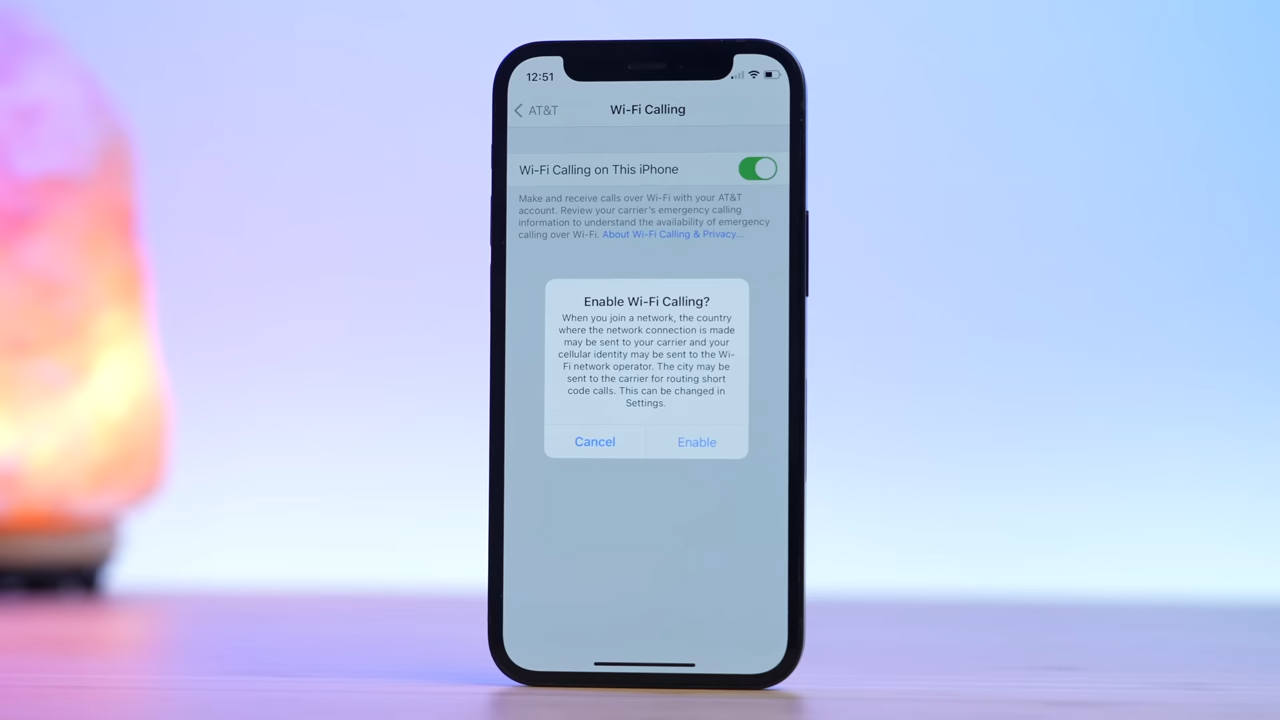 12:51
AT&T
Wi-Fi Calling
Wi-Fi Calling on This iPhone
Make and receive calls over Wi-Fi with your AT&T
account. Review your carrier's emergency calling
information to understand the availability of emergency
calling over Wi-Fi. About Wi-Fi Calling & Privacy...
Enable Wi-Fi Calling?
When you join a network, the country
where the network connection is made
may be sent to your carrier and your
cellular identity may be sent to the Wi-
Fi network operator. The city may be
sent to the carrier for routing short
code calls. This can be changed in
Settings.
Cancel
Enable